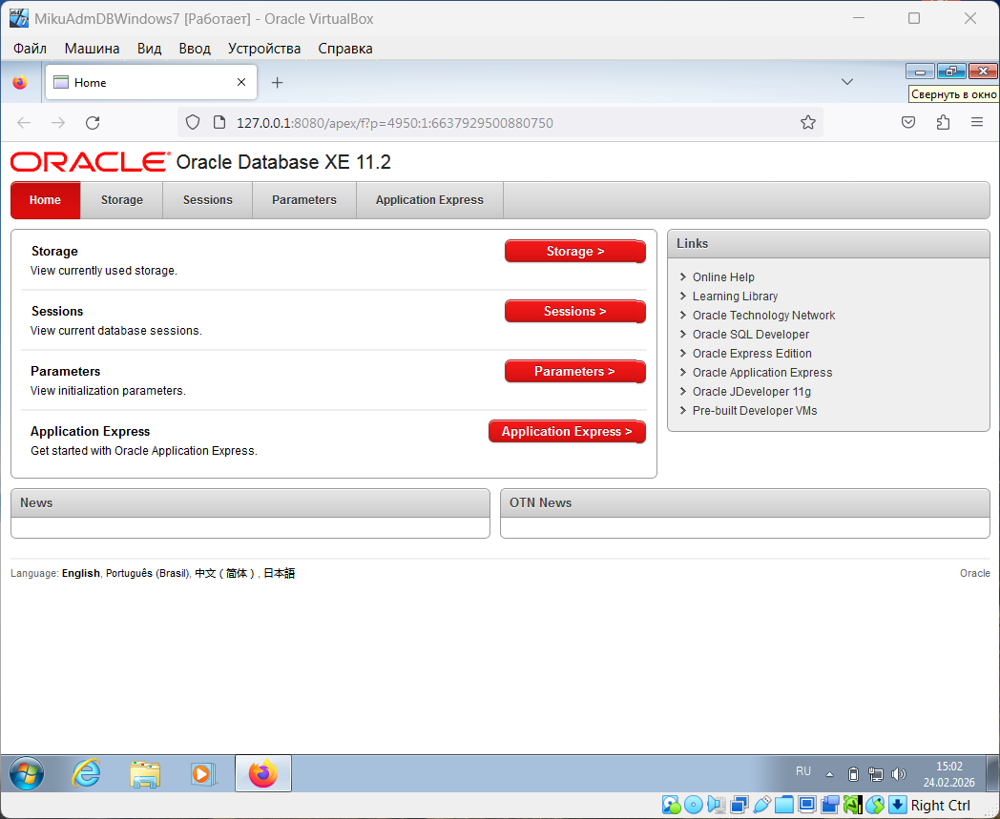 MikuAdmDBWindows7 [Работает] - Oracle VirtualBox
Файл Машина Вид Ввод Устройства Справка
Home
Свернуть в окно
127.0.0.1:8080/apex/f?p=4950:1:6637929500880750
ORACLE Oracle Database XE 11.2
Home Storage Sessions Parameters Application Express
Storage
View currently used storage.
Storage >
Sessions
View current database sessions.
Sessions >
Parameters
View initialization parameters.
Parameters >
Application Express
Get started with Oracle Application Express.
Application Express >
Links
Online Help
Learning Library
Oracle Technology Network
Oracle SQL Developer
Oracle Express Edition
Oracle Application Express
Oracle JDeveloper 11g
Pre-built Developer VMs
News
OTN News
Language: English, Português (Brasil), 中文 ( 简体 ) , 日本語
Oracle
RU
15:02
24.02.2026
Right Ctrl